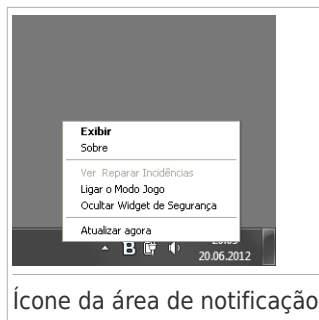 Exibir
Sobre
Ver Reparar Incidências
Ligar o Modo Jogo
Ocultar Widget de Segurança
Atualizar agora
B
20.06.2012
Ícone da área de notificação